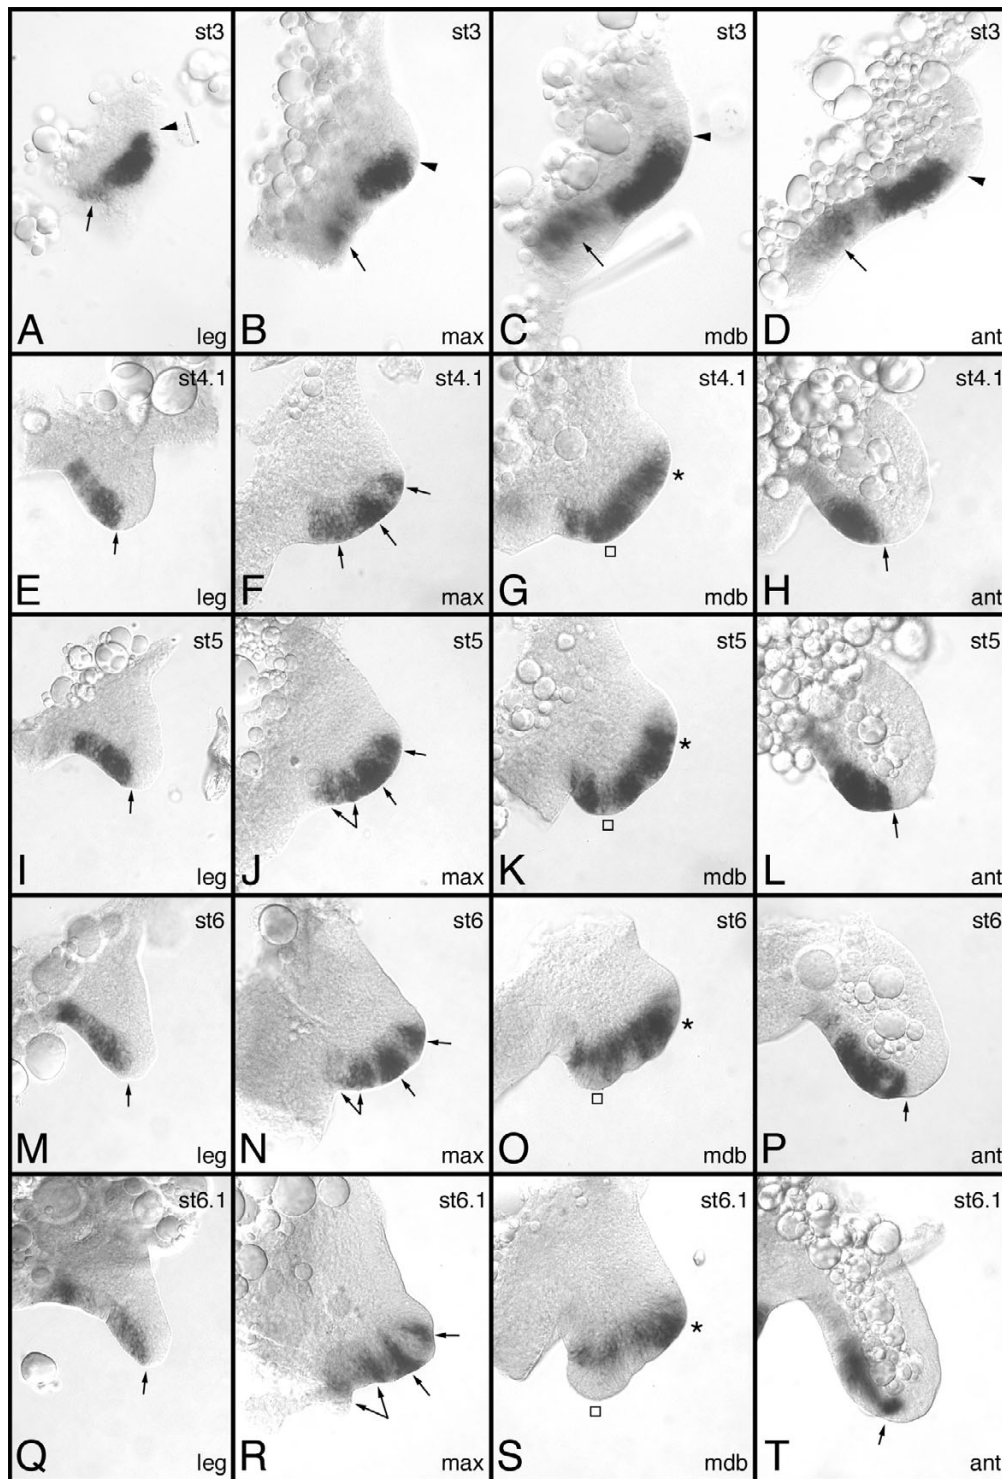 st3 st3 st3 st3
A leg B max C mdb D ant
st4.1 st4.1 st4.1 st4.1
E leg F max G mdb H ant
st5 st5 st5 st5
I leg J max K mdb L ant
st6 st6 st6 st6
M leg N max O mdb P ant
st6.1 st6.1 st6.1 st6.1
Q leg R max S mdb T ant